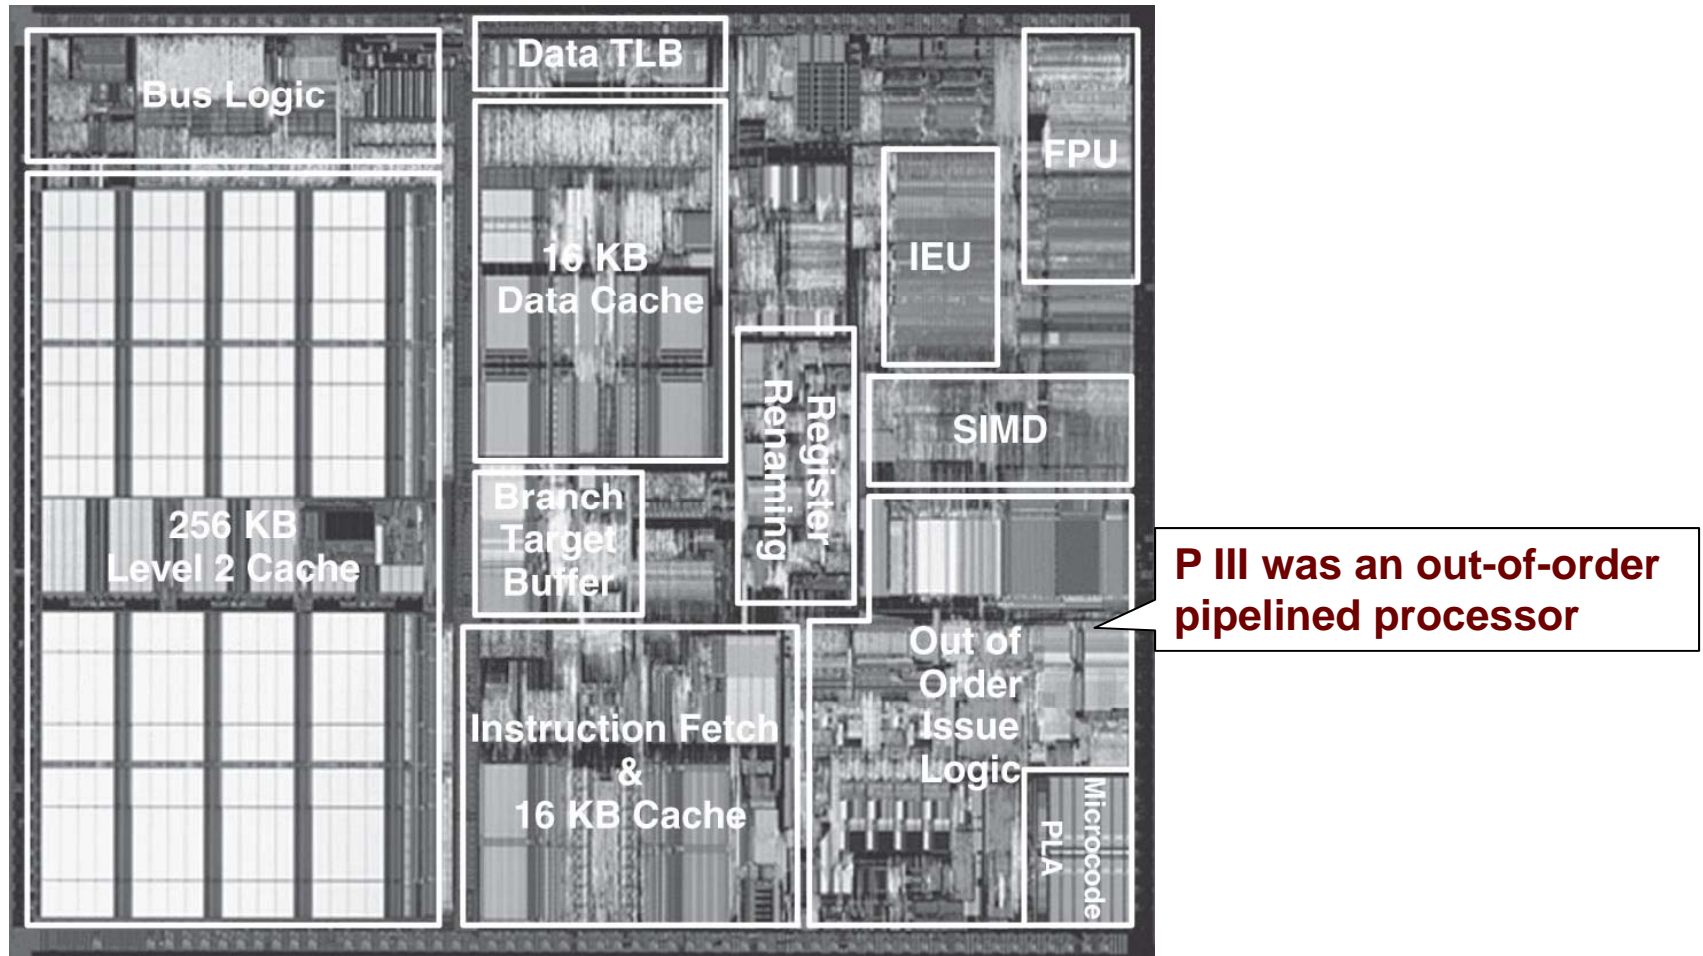 Data TLB
Bus Logic
FPU
16 KB
Data Cache
IEU
Register
Renaming
SIMD
Branch
Target
Buffer
256 KB
Level 2 Cache
P III was an out-of-order
pipelined processor
Out of
Order
Issue
Logic
Instruction Fetch
&
16 KB Cache
Microcode
PLA